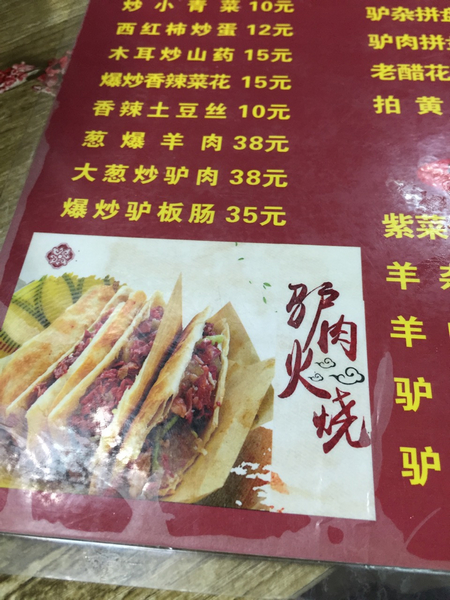 炒小青菜 10元
西红柿炒蛋 12元
木耳炒山药 15元
爆炒香辣菜花 15元
香辣土豆丝 10元
葱爆羊肉 38元
大葱炒驴肉 38元
爆炒驴板肠 35元
驴肉火烧
驴杂拼盘
驴肉拼盘
老醋花
拍黄
紫菜
羊杂
羊
驴
驴